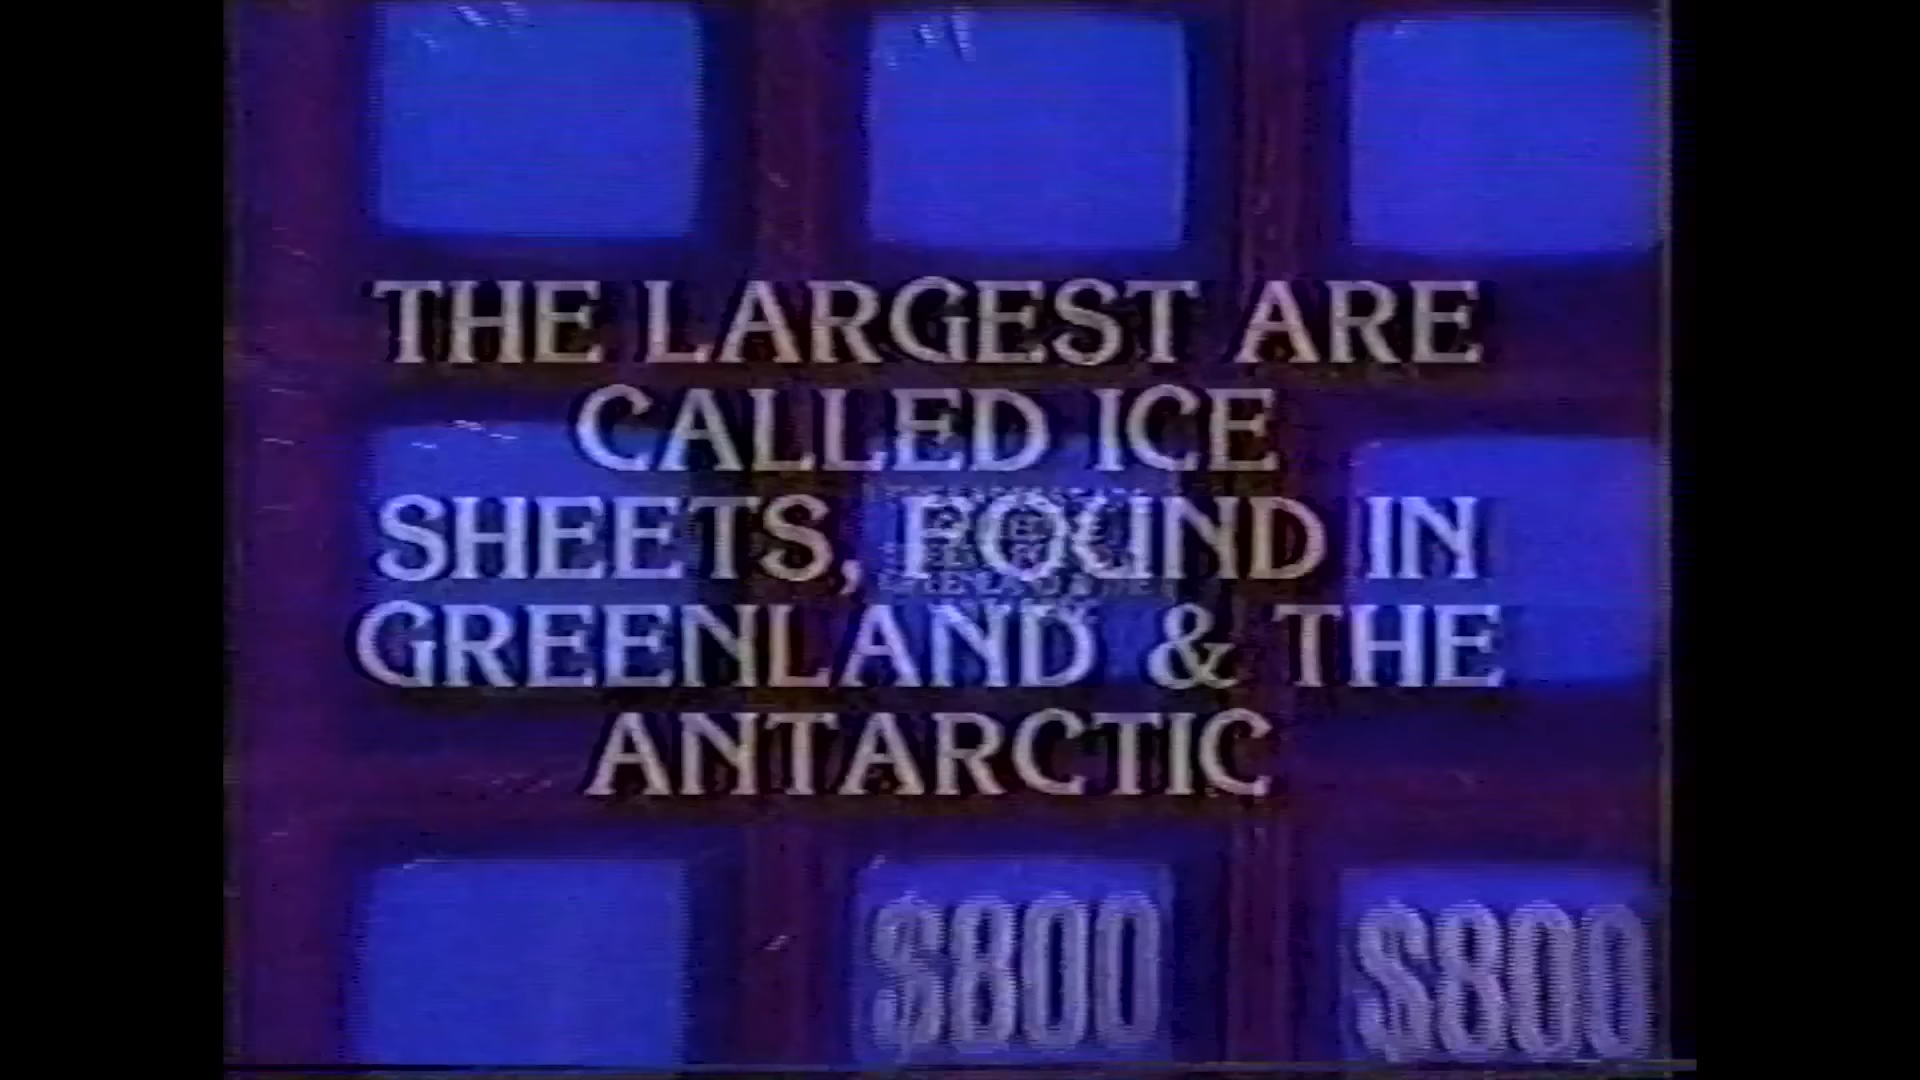 THE LARGEST ARE
CALLED ICE
SHEETS, FOUND IN
GREENLAND & THE
ANTARCTIC
$800 $800